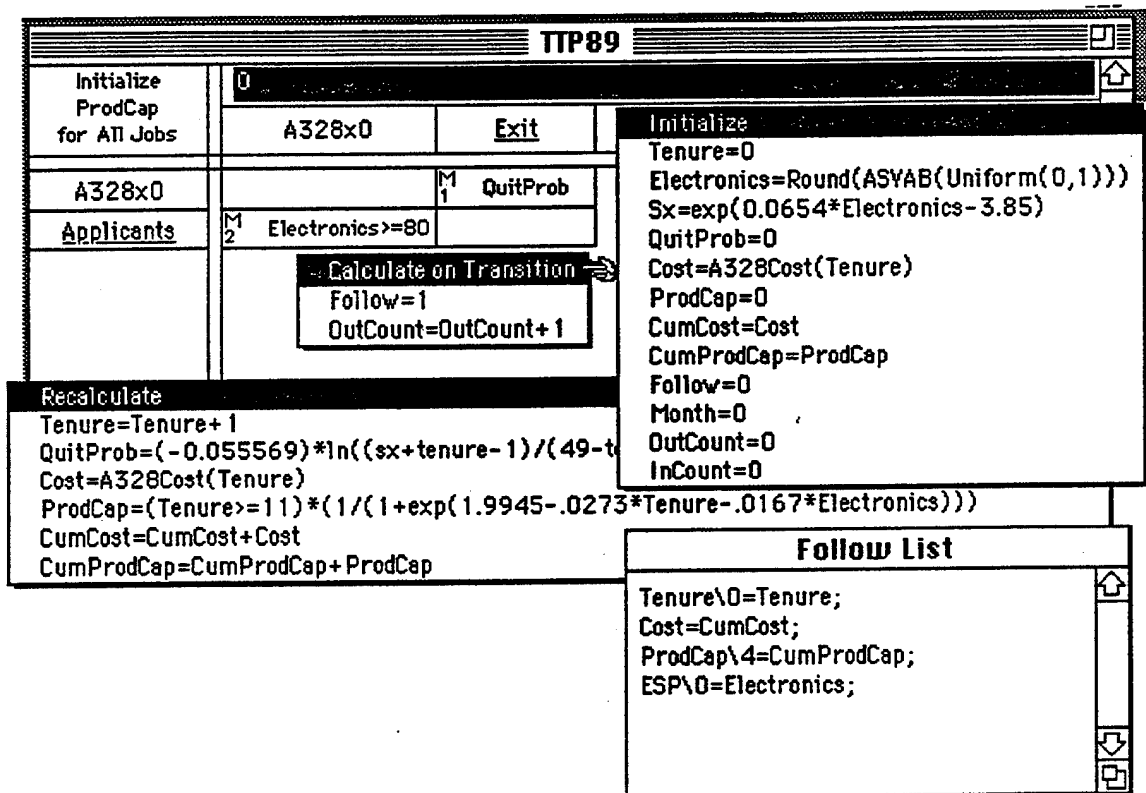 TTP89
Initialize
ProdCap
for All Jobs
0
A328x0 Exit
A328x0 M 1 QuitProb
Applicants M 2 Electronics>=80
Calculate on Transition
Follow=1
OutCount=OutCount+1
Initialize
Tenure=0
Electronics=Round(ASVAB(Uniform(0,1)))
Sx=exp(0.0654*Electronics-3.85)
QuitProb=0
Cost=A328Cost(Tenure)
ProdCap=0
CumCost=Cost
CumProdCap=ProdCap
Follow=0
Month=0
OutCount=0
InCount=0
Recalculate
Tenure=Tenure+1
QuitProb=(-0.055569)*ln((sx+tenure-1)/(49-t
Cost=A328Cost(Tenure)
ProdCap=(Tenure>=11)*(1/(1+exp(1.9945-.0273*Tenure-.0167*Electronics)))
CumCost=CumCost+Cost
CumProdCap=CumProdCap+ProdCap
Follow List
Tenure\0=Tenure;
Cost=CumCost;
ProdCap\4=CumProdCap;
ESP\0=Electronics;